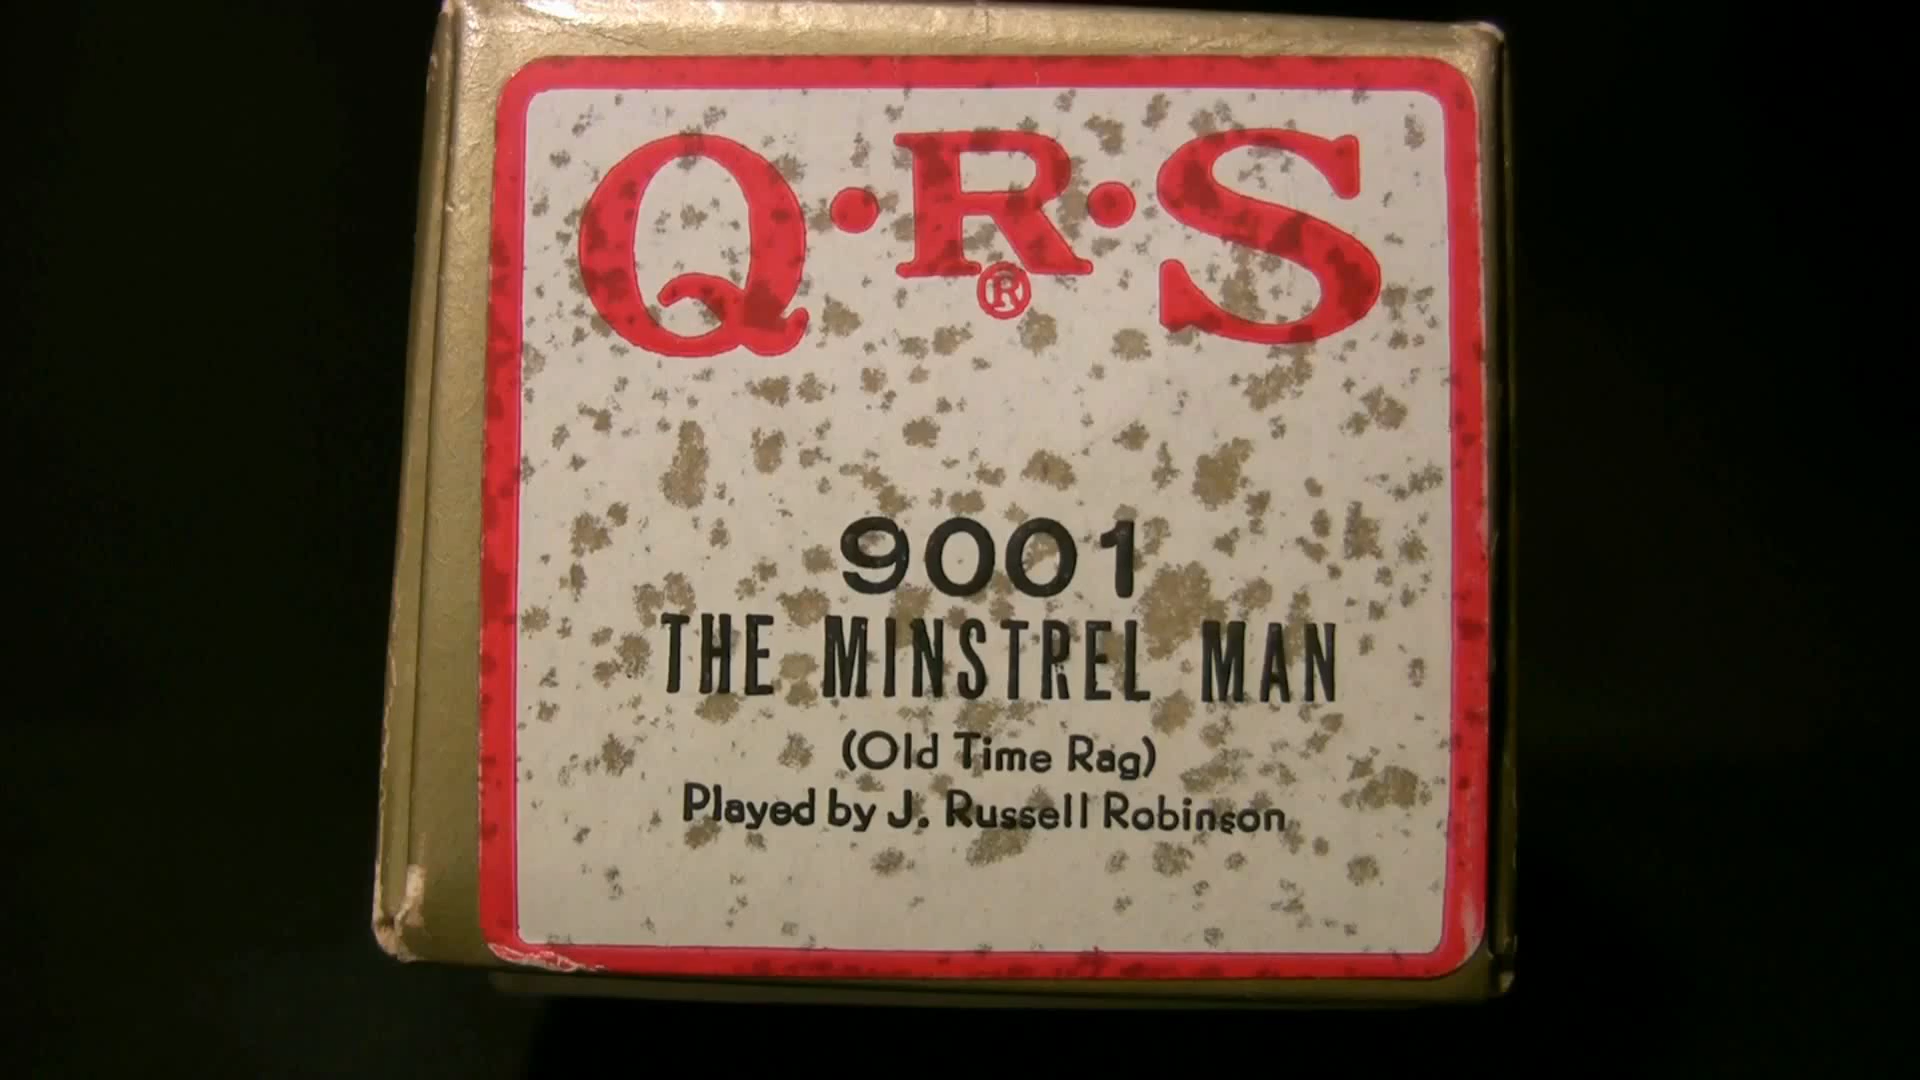 Q·R·S
®
9001
THE MINSTREL MAN
(Old Time Rag)
Played by J. Russell Robinson